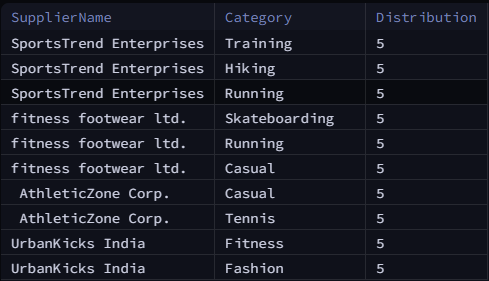 SupplierName Category Distribution
SportsTrend Enterprises Training 5
SportsTrend Enterprises Hiking 5
SportsTrend Enterprises Running 5
fitness footwear ltd. Skateboarding 5
fitness footwear ltd. Running 5
fitness footwear ltd. Casual 5
AthleticZone Corp. Casual 5
AthleticZone Corp. Tennis 5
UrbanKicks India Fitness 5
UrbanKicks India Fashion 5